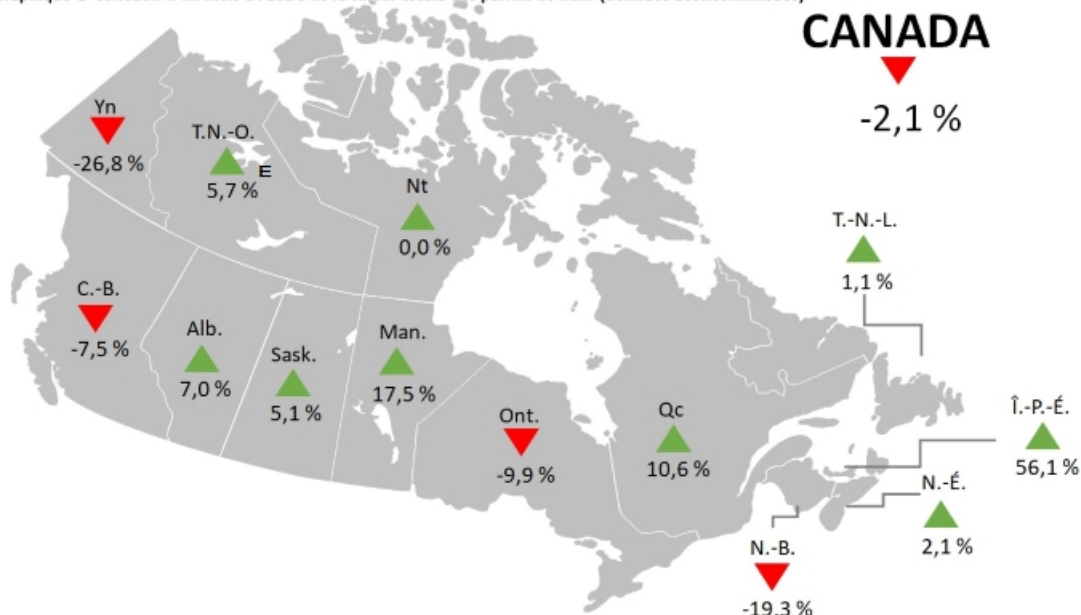 CANADA
-2,1 %
Yn
-26,8 %
T.N.-O.
E
5,7 %
Nt
0,0 %
T.-N.-L.
1,1 %
C.-B.
-7,5 %
Alb.
7,0 %
Sask.
5,1 %
Man.
17,5 %
Ont.
-9,9 %
Qc
10,6 %
Î.-P.-É.
56,1 %
N.-É.
2,1 %
N.-B.
-19,3 %